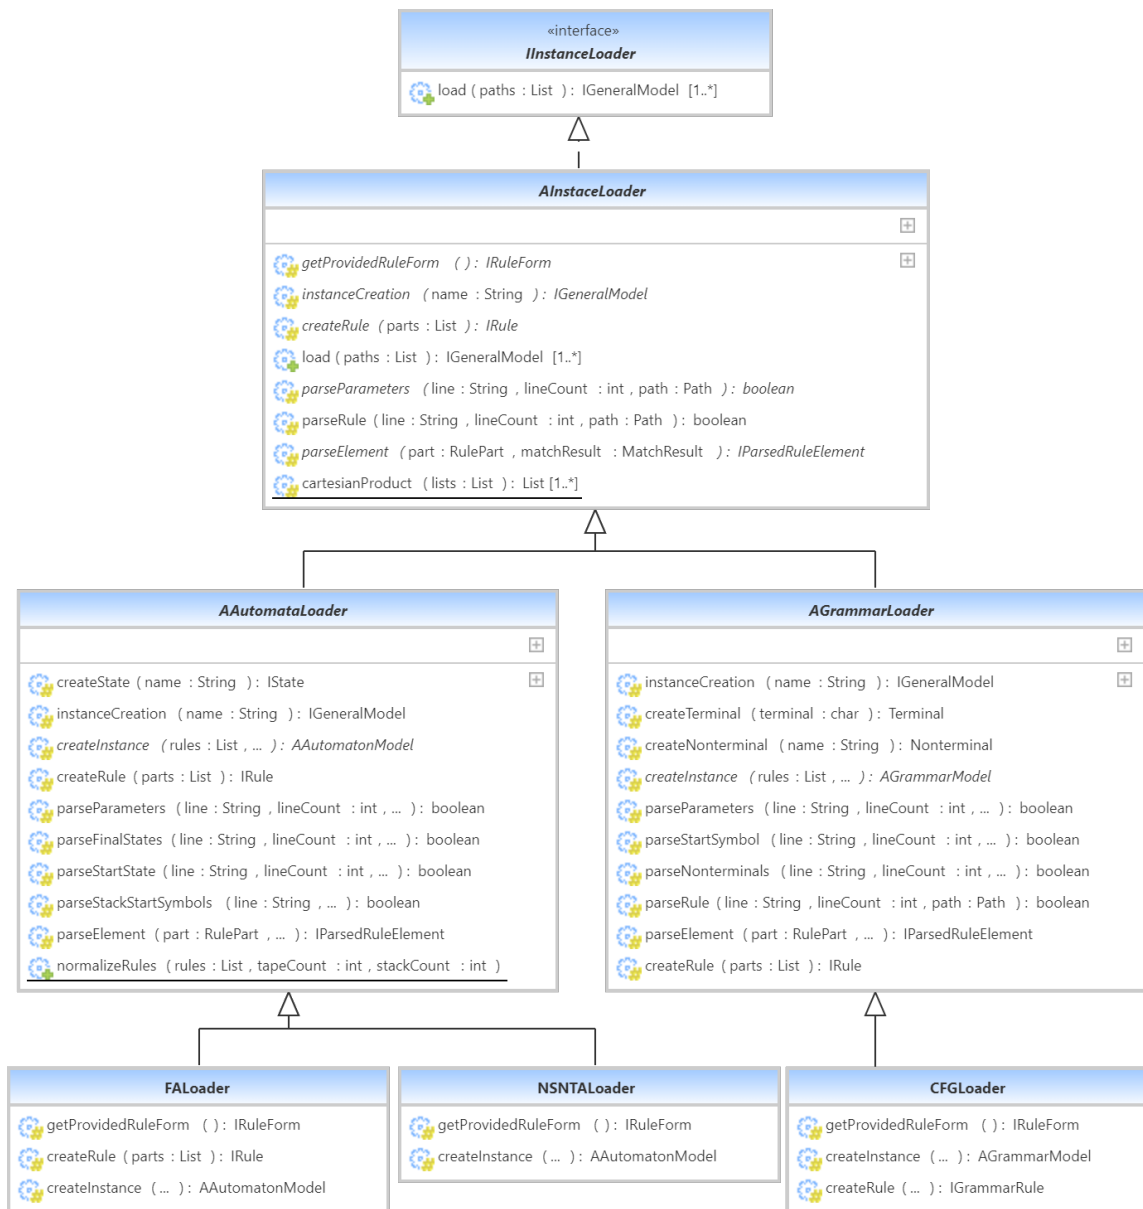 «interface»
IInstanceLoader
load ( paths : List ) : IGeneralModel [1..*]
AInstaceLoader
getProvidedRuleForm ( ) : IRuleForm
instanceCreation ( name : String ) : IGeneralModel
createRule ( parts : List ) : IRule
load ( paths : List ) : IGeneralModel [1..*]
parseParameters ( line : String , lineCount : int , path : Path ) : boolean
parseRule ( line : String , lineCount : int , path : Path ) : boolean
parseElement ( part : RulePart , matchResult : MatchResult ) : IParsedRuleElement
cartesianProduct ( lists : List ) : List [1..*]
AAutomataLoader
createState ( name : String ) : IState
instanceCreation ( name : String ) : IGeneralModel
createInstance ( rules : List , ... ) : AAutomatonModel
createRule ( parts : List ) : IRule
parseParameters ( line : String , lineCount : int , ... ) : boolean
parseFinalStates ( line : String , lineCount : int , ... ) : boolean
parseStartState ( line : String , lineCount : int , ... ) : boolean
parseStackStartSymbols ( line : String , ... ) : boolean
parseElement ( part : RulePart , ... ) : IParsedRuleElement
normalizeRules ( rules : List , tapeCount : int , stackCount : int )
AGrammarLoader
instanceCreation ( name : String ) : IGeneralModel
createTerminal ( terminal : char ) : Terminal
createNonterminal ( name : String ) : Nonterminal
createInstance ( rules : List , ... ) : AGrammarModel
parseParameters ( line : String , lineCount : int , ... ) : boolean
parseStartSymbol ( line : String , lineCount : int , ... ) : boolean
parseNonterminals ( line : String , lineCount : int , ... ) : boolean
parseRule ( line : String , lineCount : int , path : Path ) : boolean
parseElement ( part : RulePart , ... ) : IParsedRuleElement
createRule ( parts : List ) : IRule
FALoader
getProvidedRuleForm ( ) : IRuleForm
createRule ( parts : List ) : IRule
createInstance ( ... ) : AAutomatonModel
NSNTALoader
getProvidedRuleForm ( ) : IRuleForm
createInstance ( ... ) : AAutomatonModel
CFGLoader
getProvidedRuleForm ( ) : IRuleForm
createInstance ( ... ) : AGrammarModel
createRule ( ... ) : IGrammarRule